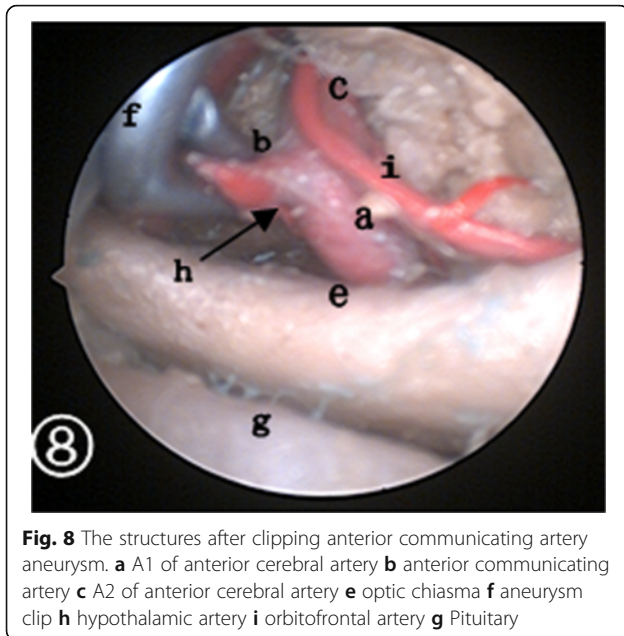 f
C
b
i
a
h
e
g
⑧
Fig. 8 The structures after clipping anterior communicating artery
aneurysm. a A1 of anterior cerebral artery b anterior communicating
artery c A2 of anterior cerebral artery e optic chiasma f aneurysm
clip h hypothalamic artery i orbitofrontal artery g Pituitary